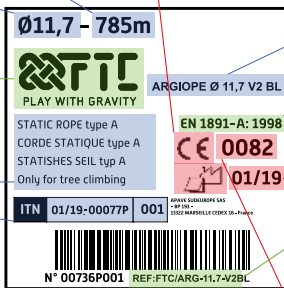 Ø11,7 - 785m
FTC
PLAY WITH GRAVITY
ARGIOPE Ø 11,7 V2 BL
STATIC ROPE type A
CORDE STATIQUE type A
STATISHES SEIL typ A
Only for tree climbing
EN 1891-A: 1998
CE 0082
01/19
ITN 01/19-00077P 001
APAVE SUDEUROPE SAS
- BP 193 -
13322 MARSEILLE CEDEX 16 - France
N° 00736P001 REF:FTC/ARG-11.7-V2BL